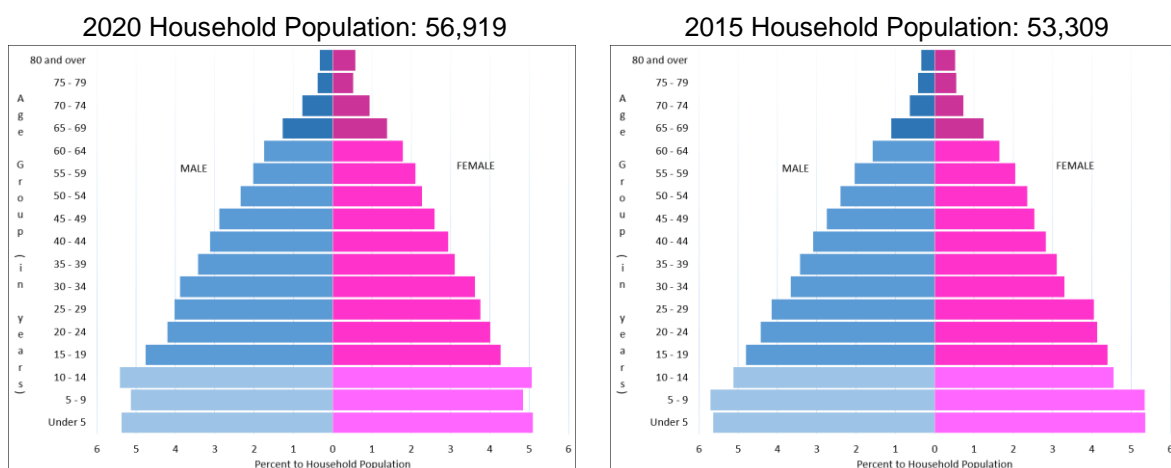 2020 Household Population: 56,919
80 and over
75 - 79
70 - 74
65 - 69
60 - 64
55 - 59
50 - 54
45 - 49
40 - 44
35 - 39
30 - 34
25 - 29
20 - 24
15 - 19
10 - 14
5 - 9
Under 5
Age Group (in years)
MALE
FEMALE
6 5 4 3 2 1 0 1 2 3 4 5 6
Percent to Household Population
2015 Household Population: 53,309
80 and over
75 - 79
70 - 74
65 - 69
60 - 64
55 - 59
50 - 54
45 - 49
40 - 44
35 - 39
30 - 34
25 - 29
20 - 24
15 - 19
10 - 14
5 - 9
Under 5
Age Group (in years)
MALE
FEMALE
6 5 4 3 2 1 0 1 2 3 4 5 6
Percent to Household Population